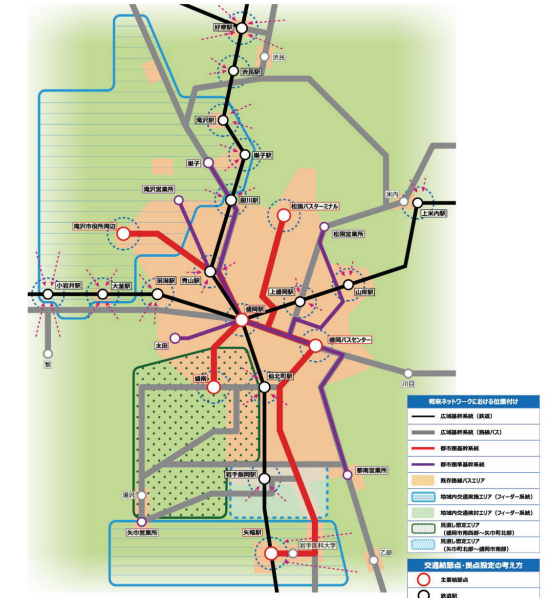 好摩駅
渋民
渋民駅
滝沢駅
巣子駅
巣子
滝沢営業所
厨川駅
米内
上米内駅
松園バスターミナル
松園営業所
滝沢市役所周辺
青山駅
小岩井駅
大釜駅
前潟駅
上盛岡駅
山岸駅
盛岡駅
盛岡バスセンター
太田
盛南
仙北町駅
川目
岩手飯岡駅
都南営業所
湯沢
矢巾営業所
矢幅駅
岩手医科大学
乙部
将来ネットワークにおける位置付け
広域基幹系統(鉄道)
広域基幹系統(路線バス)
都市圏基幹系統
都市圏準基幹系統
既存路線バスエリア
地域内交通実施エリア(フィーダー系統)
地域内交通検討エリア(フィーダー系統)
見直し想定エリア
(盛岡市南西部~矢巾町北部)
見直し想定エリア
(矢巾町北部~盛岡市南部)
交通結節点・拠点設定の考え方
主要結節点
鉄道駅